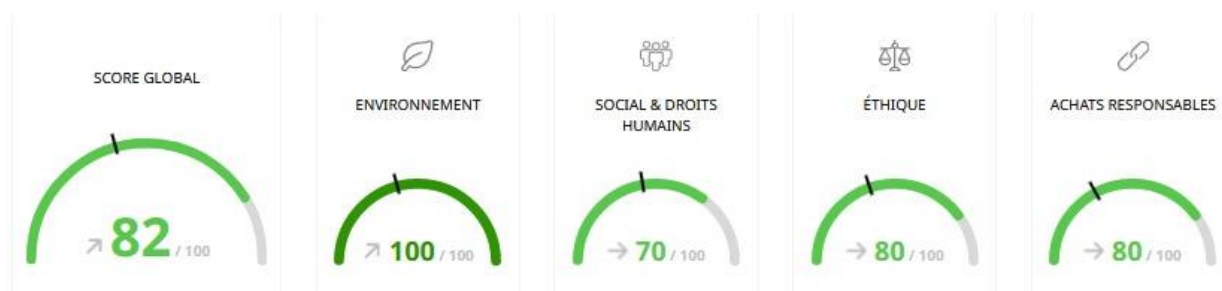 SCORE GLOBAL
82 / 100
ENVIRONNEMENT
100 / 100
SOCIAL & DROITS
HUMAINS
70 / 100
ÉTHIQUE
80 / 100
ACHATS RESPONSABLES
80 / 100